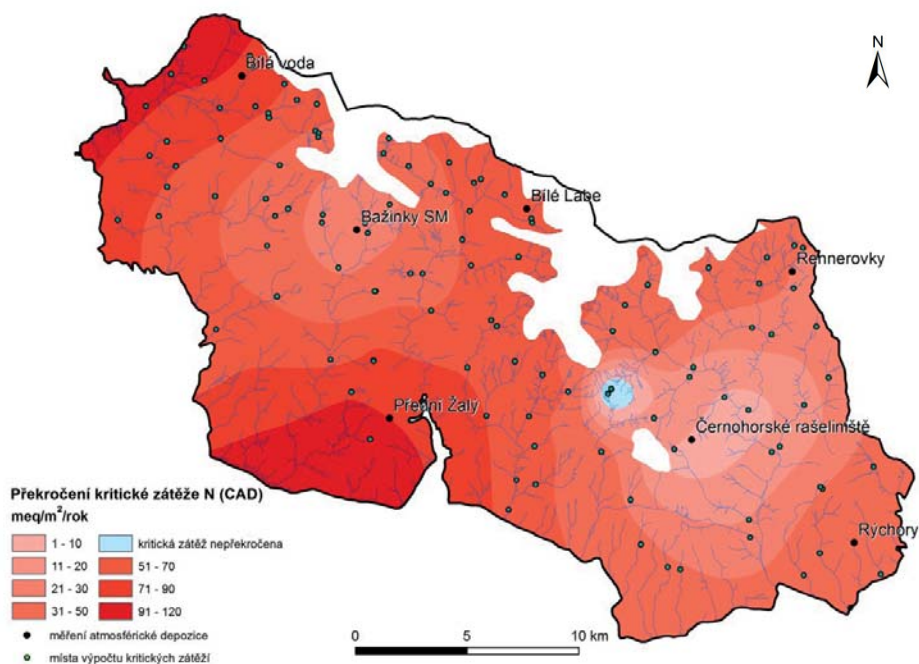 N
Bílá voda
Bílé Labe
Bažinky SM
Rennerovky
Přední Žalý
Černohorské rašeliniště
Rýchory
Překročení kritické zátěže N (CAD)
meq/m²/rok
1 - 10
kritická zátěž nepřekročena
11 - 20
51 - 70
21 - 30
71 - 90
31 - 50
91 - 120
měření atmosférické depozice
místa výpočtu kritických zátěží
0 5 10 km